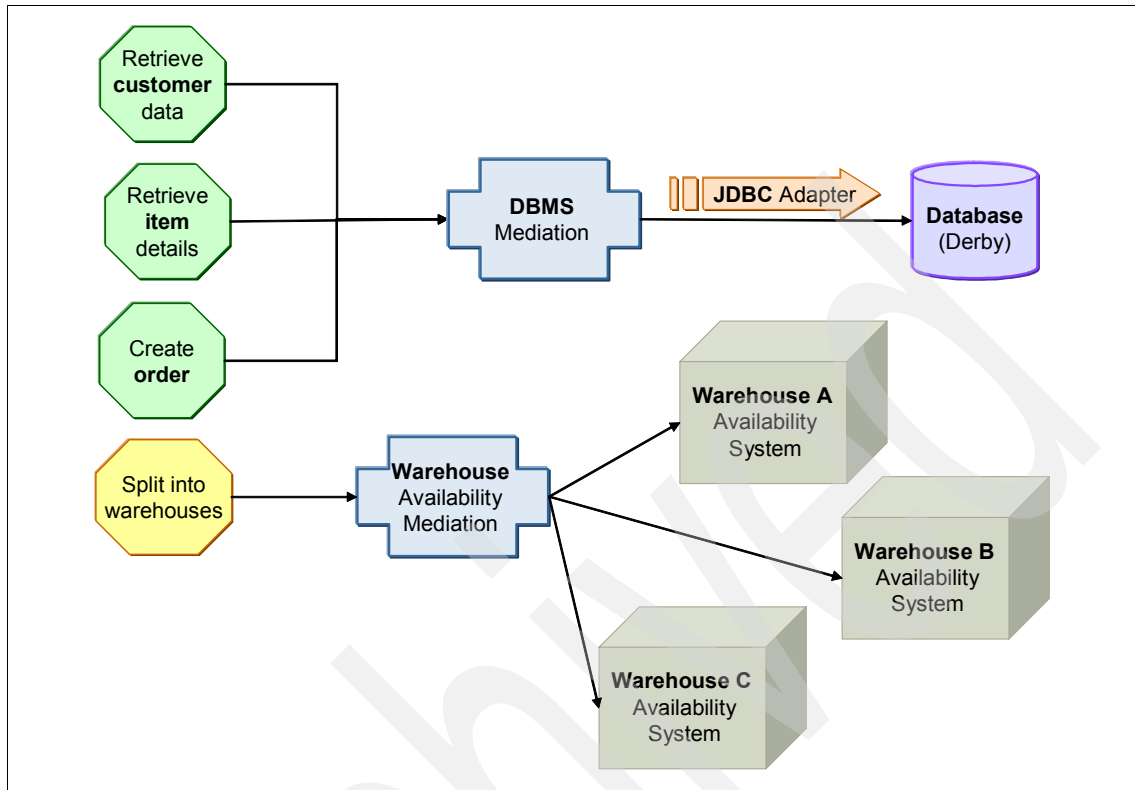 Retrieve
customer
data
Retrieve
item
details
Create
order
DBMS
Mediation
JDBC Adapter
Database
(Derby)
Split into
warehouses
Warehouse
Availability
Mediation
Warehouse A
Availability
System
Warehouse B
Availability
System
Warehouse C
Availability
System